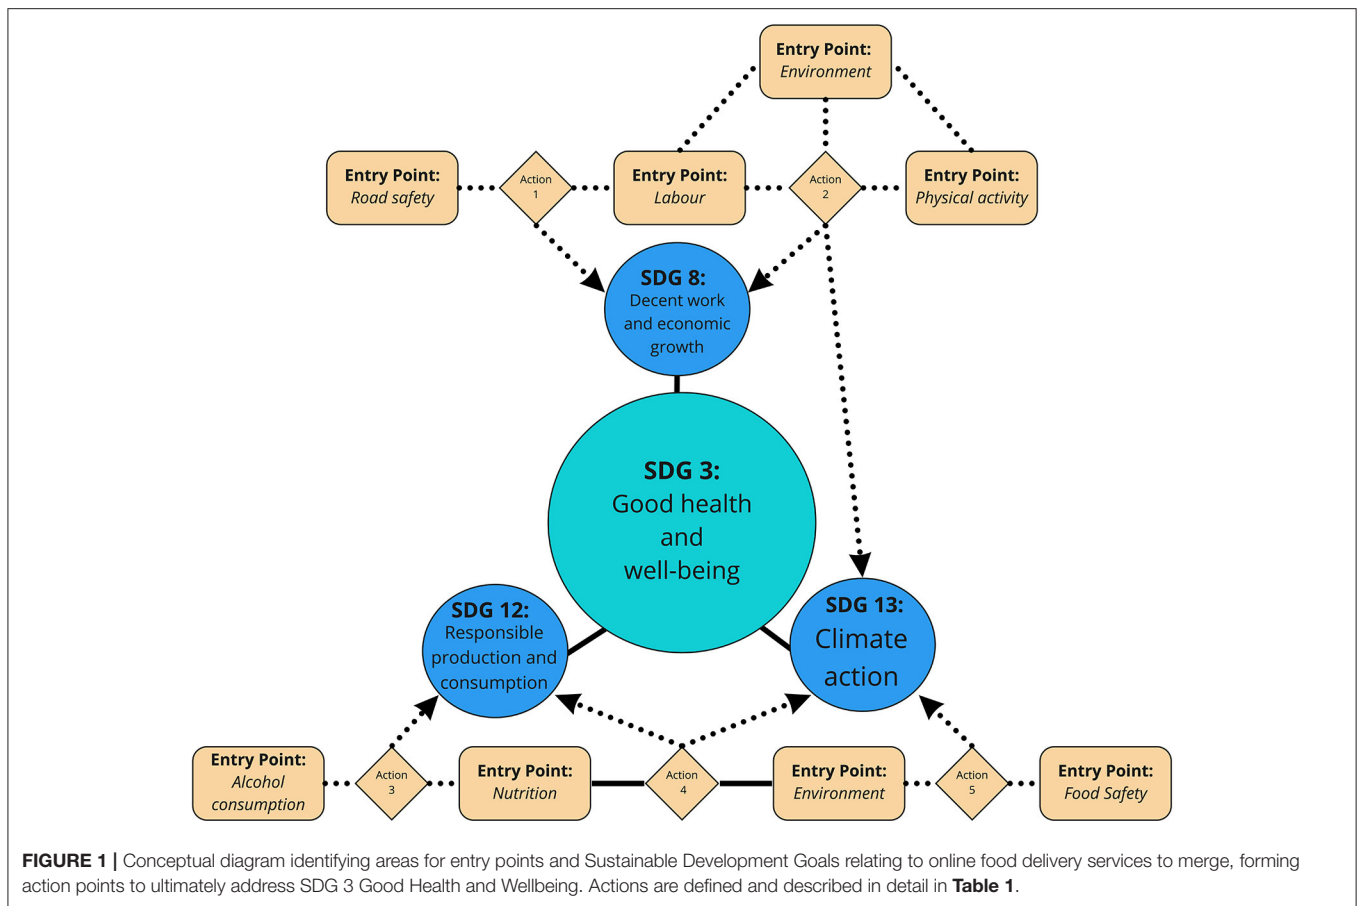 Entry Point:
Environment
Entry Point:
Road safety
Action
1
Entry Point:
Labour
Action
2
Entry Point:
Physical activity
SDG 8:
Decent work
and economic
growth
SDG 3:
Good health
and
well-being
SDG 12:
Responsible
production and
consumption
SDG 13:
Climate
action
Entry Point:
Alcohol
consumption
Action
3
Entry Point:
Nutrition
Action
4
Entry Point:
Environment
Action
5
Entry Point:
Food Safety
FIGURE 1 | Conceptual diagram identifying areas for entry points and Sustainable Development Goals relating to online food delivery services to merge, forming
action points to ultimately address SDG 3 Good Health and Wellbeing. Actions are defined and described in detail in Table 1.